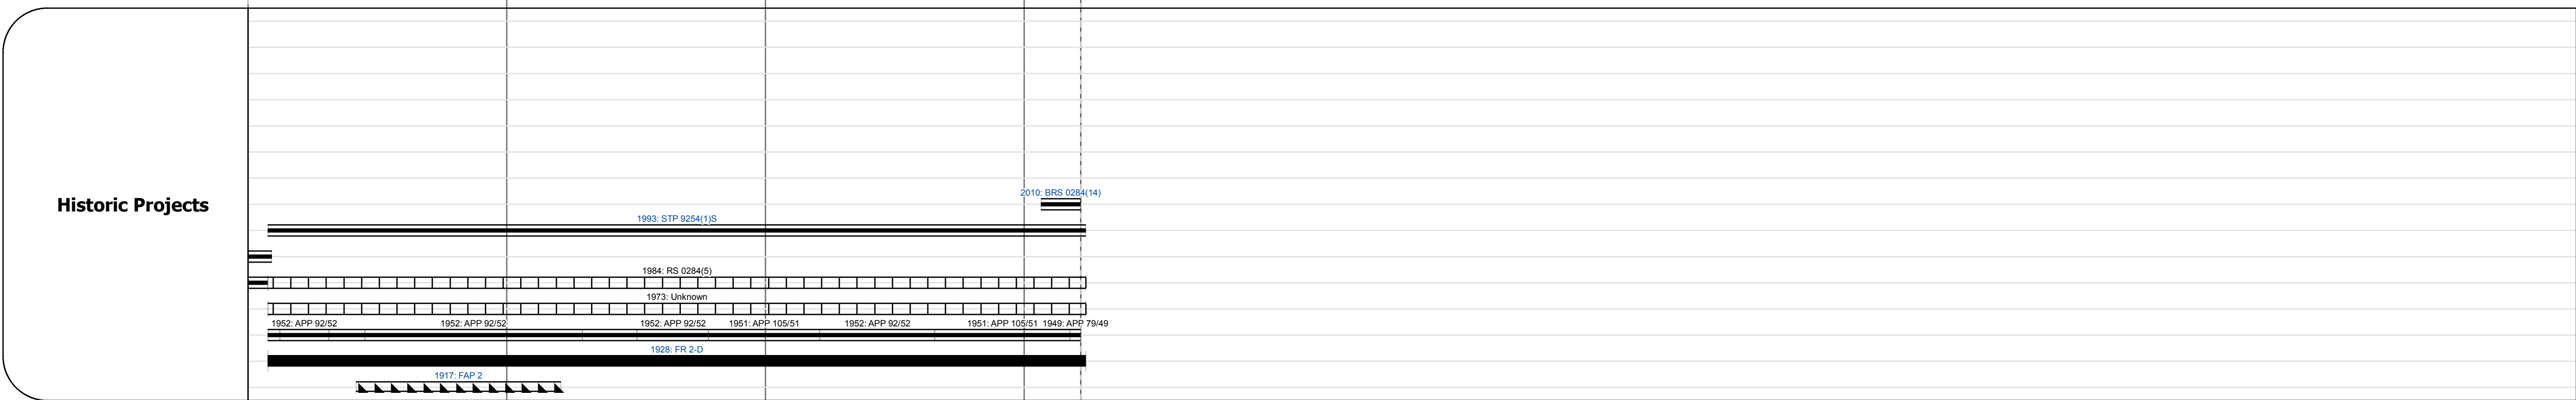 2010: BRS 0284(14)
Historic Projects
1993: STP 9254(1)S
1984: RS 0284(5)
1973: Unknown
1952: APP 92/52 1952: APP 92/52 1952: APP 92/52 1951: APP 105/51 1952: APP 92/52 1951: APP 105/51 1949: APP 79/49
1928: FR 2-D
1917: FAP 2